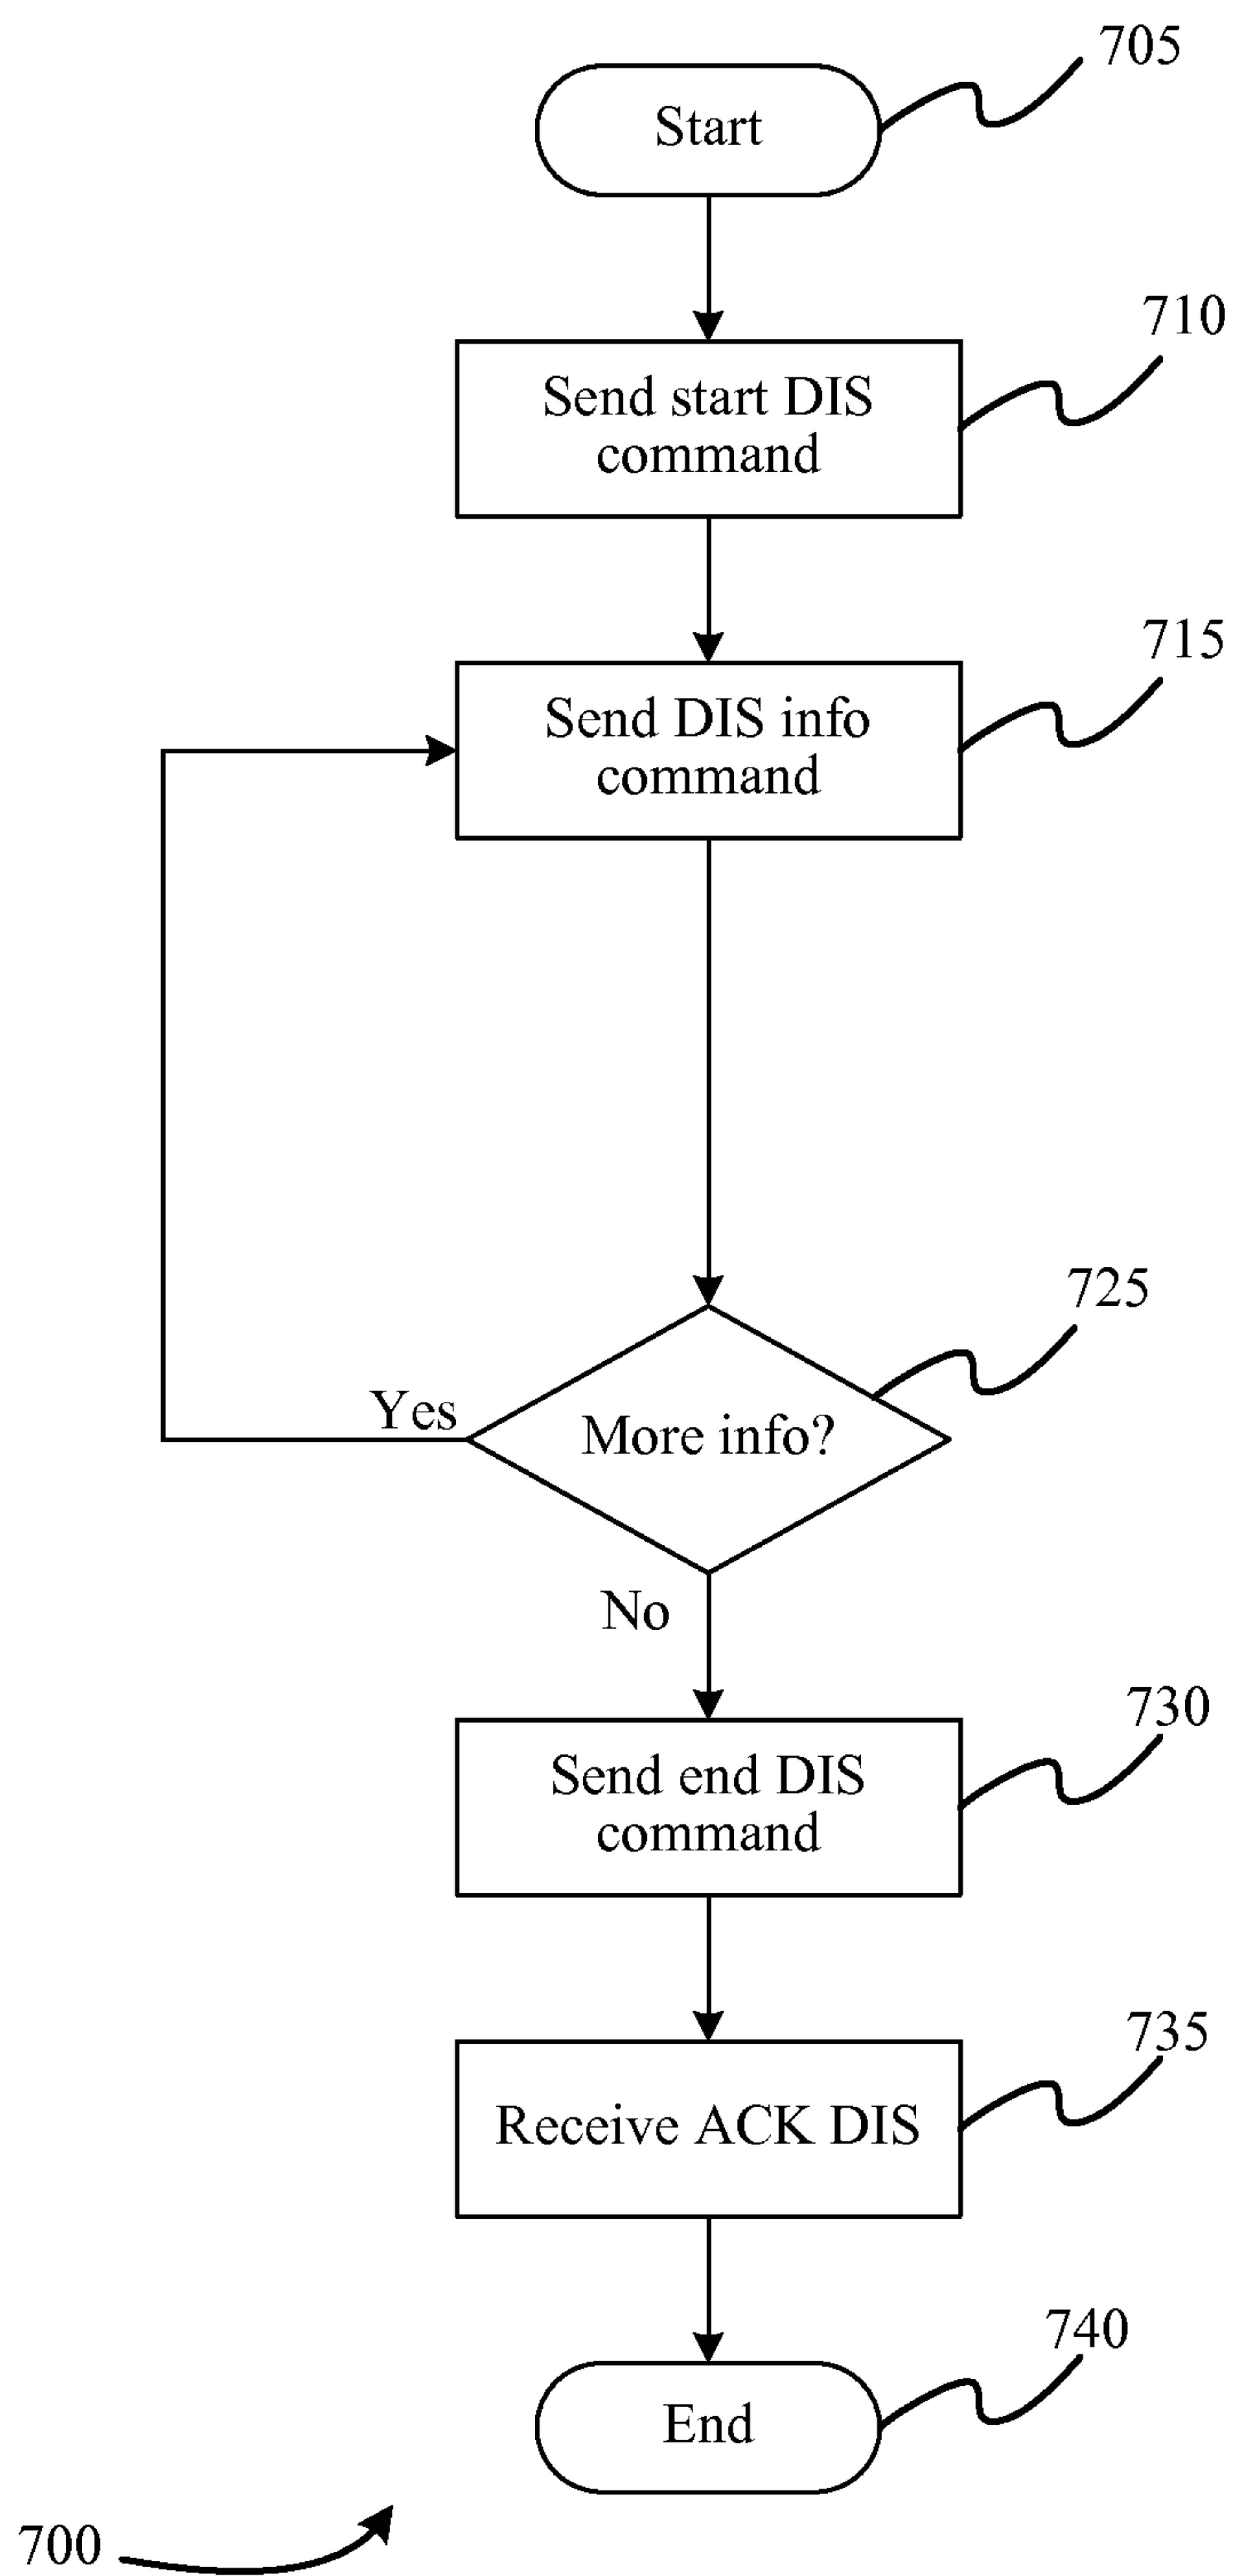 705
Start
710
Send start DIS
command
715
Send DIS info
command
725
Yes
More info?
No
730
Send end DIS
command
735
Receive ACK DIS
740
End
700